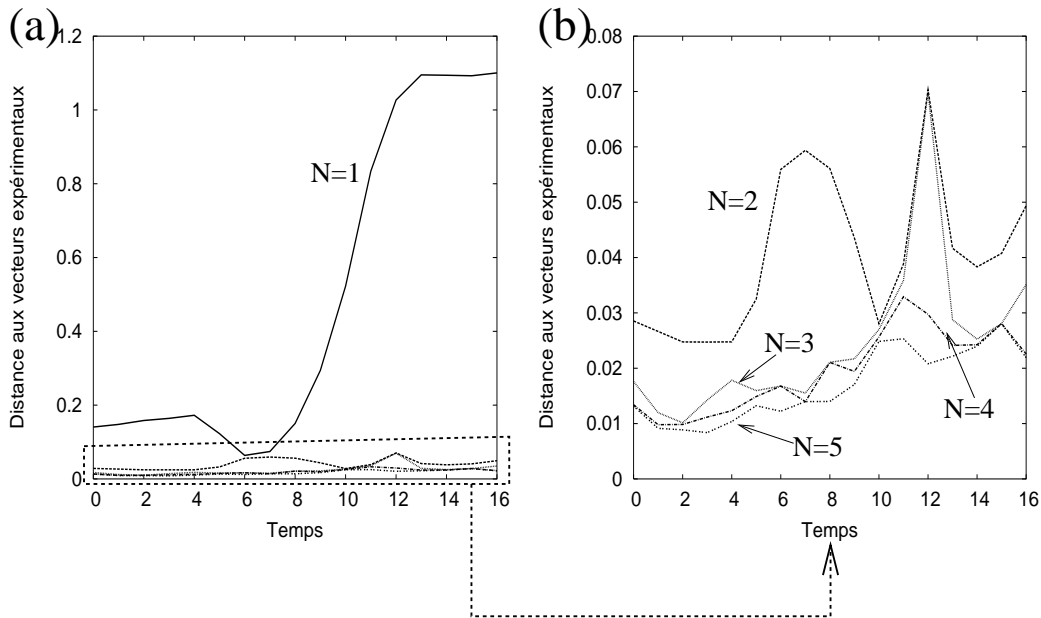 (a)
1.2
1
0.8
0.6
0.4
0.2
0
0 2 4 6 8 10 12 14 16
Distance aux vecteurs expérimentaux
Temps
N=1
(b)
0.08
0.07
0.06
0.05
0.04
0.03
0.02
0.01
0
0 2 4 6 8 10 12 14 16
Distance aux vecteurs expérimentaux
Temps
N=2
N=3
N=4
N=5